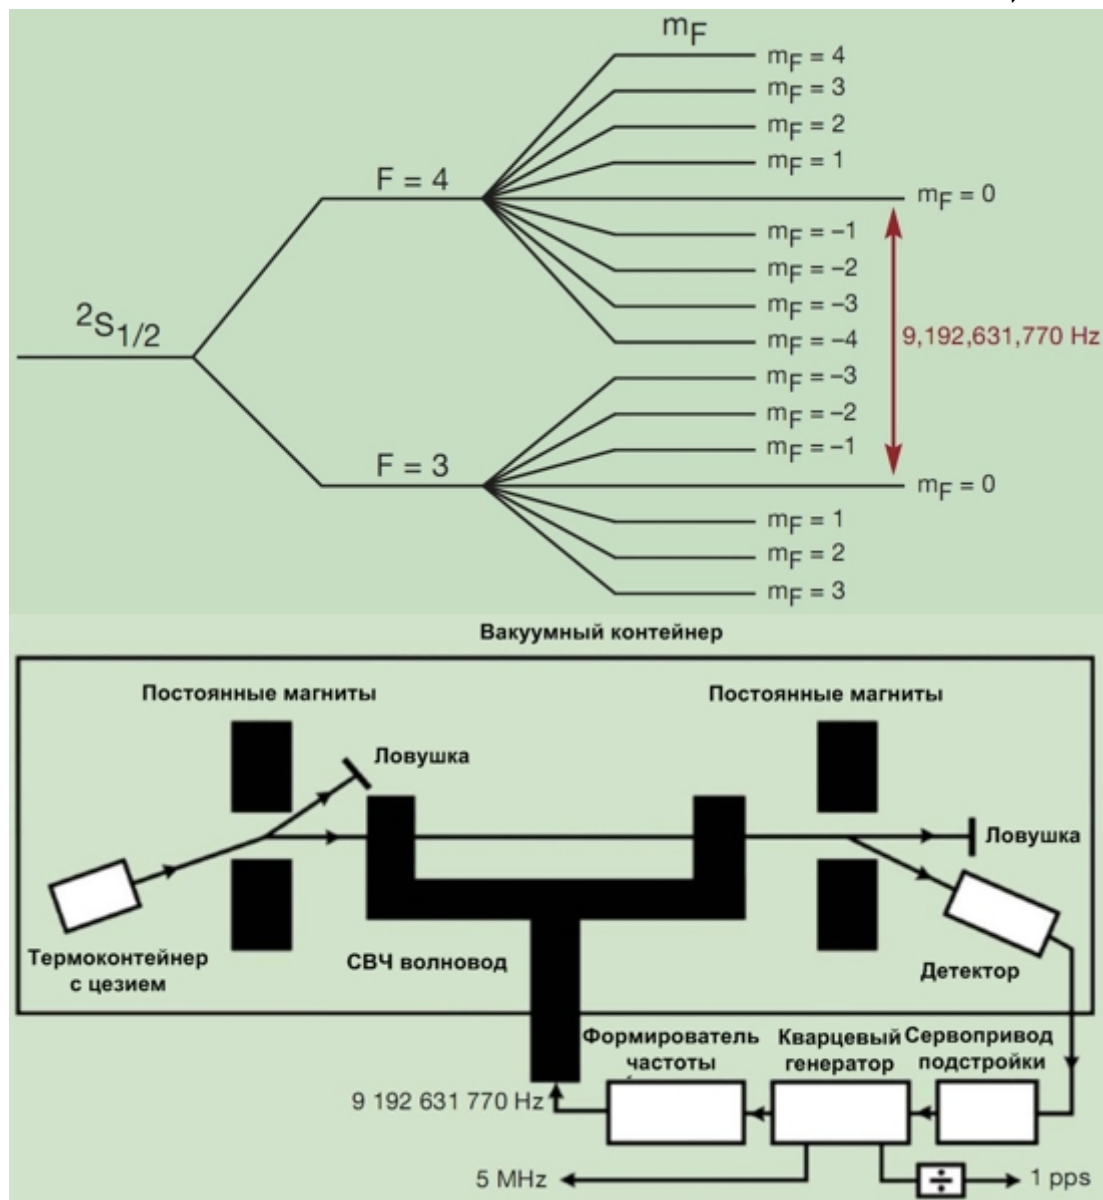 mF
mF = 4
mF = 3
mF = 2
mF = 1
F = 4
mF = 0
mF = –1
mF = –2
mF = –3
2S1/2
mF = –4
9,192,631,770 Hz
mF = –3
mF = –2
mF = –1
F = 3
mF = 0
mF = 1
mF = 2
mF = 3
Вакуумный контейнер
Постоянные магниты
Постоянные магниты
Ловушка
Ловушка
Термоконтейнер
с цезием
СВЧ волновод
Детектор
Формирователь
частоты
Кварцевый
генератор
Сервопривод
подстройки
9 192 631 770 Hz
5 MHz
÷
1 pps